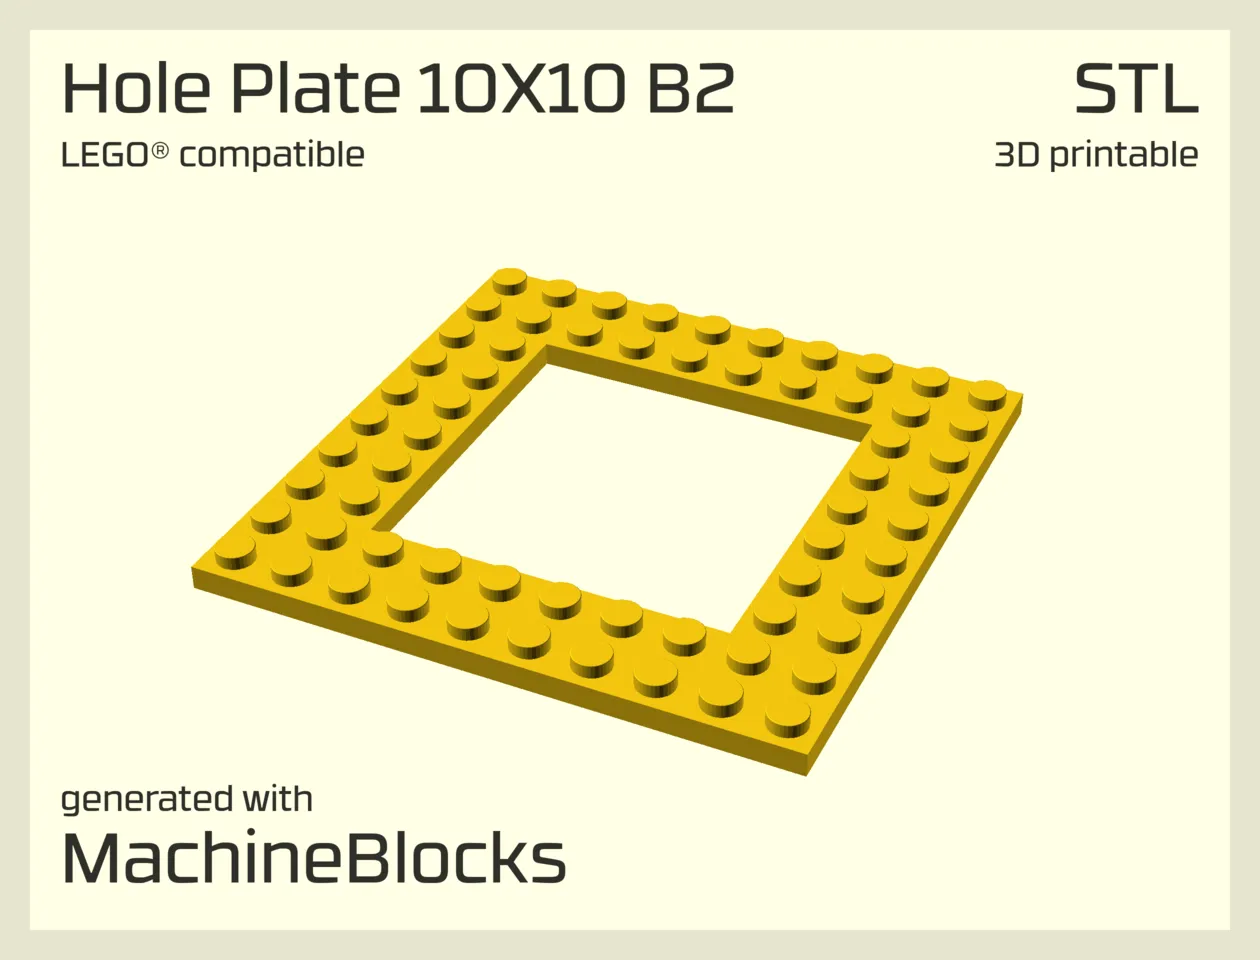 Hole Plate 10X10 B2
STL
LEGO® compatible
3D printable
generated with
MachineBlocks